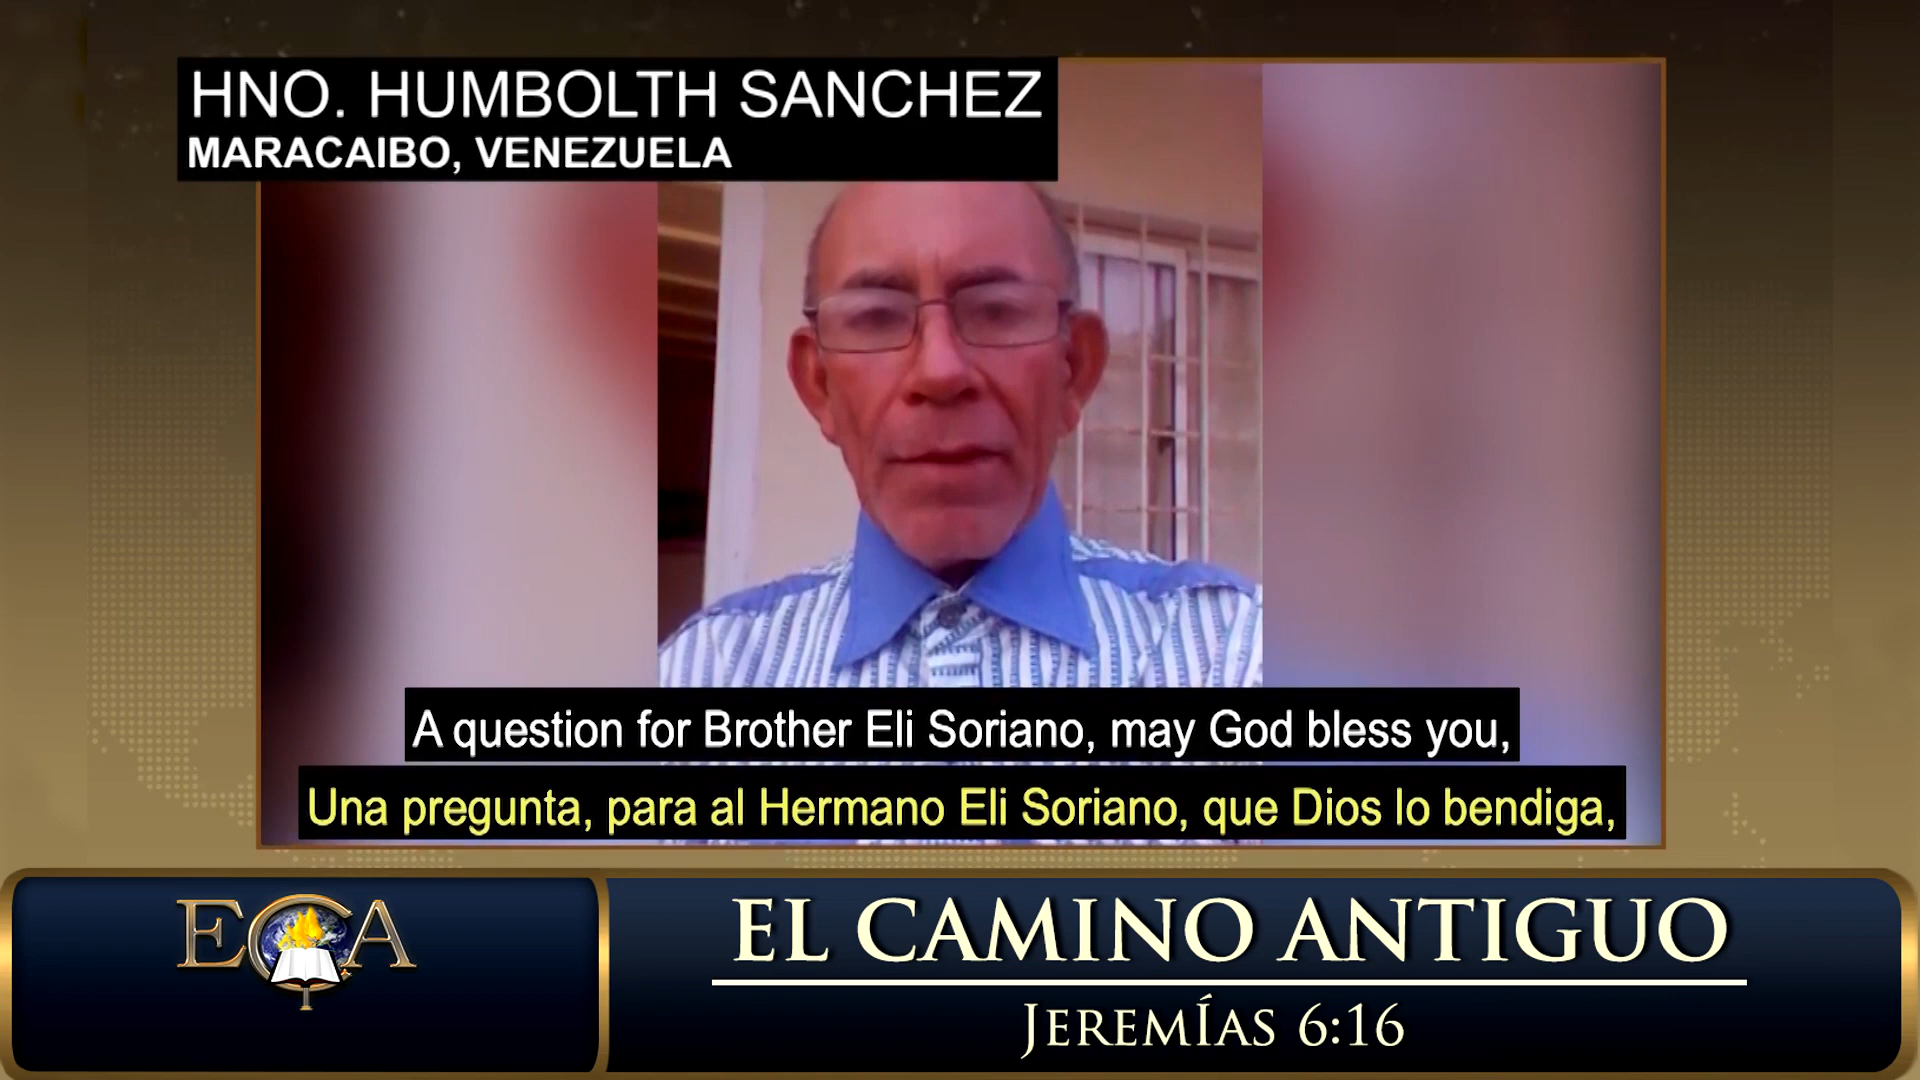 HNO. HUMBOLTH SANCHEZ
MARACAIBO, VENEZUELA
A question for Brother Eli Soriano, may God bless you,
Una pregunta, para al Hermano Eli Soriano, que Dios lo bendiga,
ECA
EL CAMINO ANTIGUO
JEREMÍAS 6:16